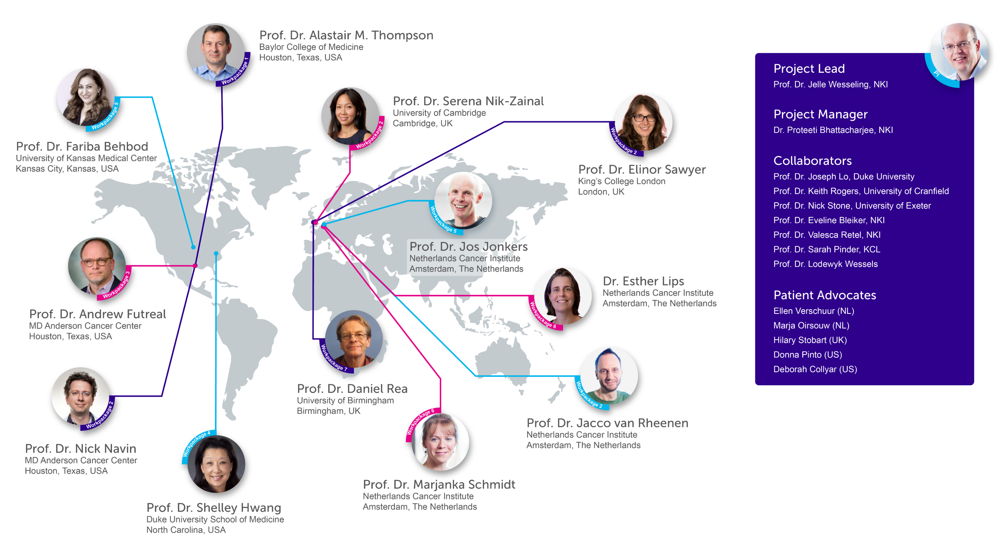 Prof. Dr. Alastair M. Thompson
Baylor College of Medicine
Houston, Texas, USA
Workpackage 1
Workpackage 5
Prof. Dr. Fariba Behbod
University of Kansas Medical Center
Kansas City, Kansas, USA
Prof. Dr. Serena Nik-Zainal
University of Cambridge
Cambridge, UK
Workpackage 2
Workpackage 2
Prof. Dr. Elinor Sawyer
King’s College London
London, UK
Workpackage 5
Prof. Dr. Jos Jonkers
Netherlands Cancer Institute
Amsterdam, The Netherlands
Workpackage 3
Prof. Dr. Andrew Futreal
MD Anderson Cancer Center
Houston, Texas, USA
Dr. Esther Lips
Netherlands Cancer Institute
Amsterdam, The Netherlands
Workpackage 6
Workpackage 7
Prof. Dr. Daniel Rea
University of Birmingham
Birmingham, UK
Workpackage 2
Prof. Dr. Jacco van Rheenen
Netherlands Cancer Institute
Amsterdam, The Netherlands
Workpackage 2
Prof. Dr. Nick Navin
MD Anderson Cancer Center
Houston, Texas, USA
Workpackage 4
Prof. Dr. Shelley Hwang
Duke University School of Medicine
North Carolina, USA
Workpackage 6
Prof. Dr. Marjanka Schmidt
Netherlands Cancer Institute
Amsterdam, The Netherlands
PI
Project Lead
Prof. Dr. Jelle Wesseling, NKI
Project Manager
Dr. Proteeti Bhattacharjee, NKI
Collaborators
Prof. Dr. Joseph Lo, Duke University
Prof. Dr. Keith Rogers, University of Cranfield
Prof. Dr. Nick Stone, University of Exeter
Prof. Dr. Eveline Bleiker, NKI
Prof. Dr. Valesca Retel, NKI
Prof. Dr. Sarah Pinder, KCL
Prof. Dr. Lodewyk Wessels
Patient Advocates
Ellen Verschuur (NL)
Marja Oirsouw (NL)
Hilary Stobart (UK)
Donna Pinto (US)
Deborah Collyar (US)